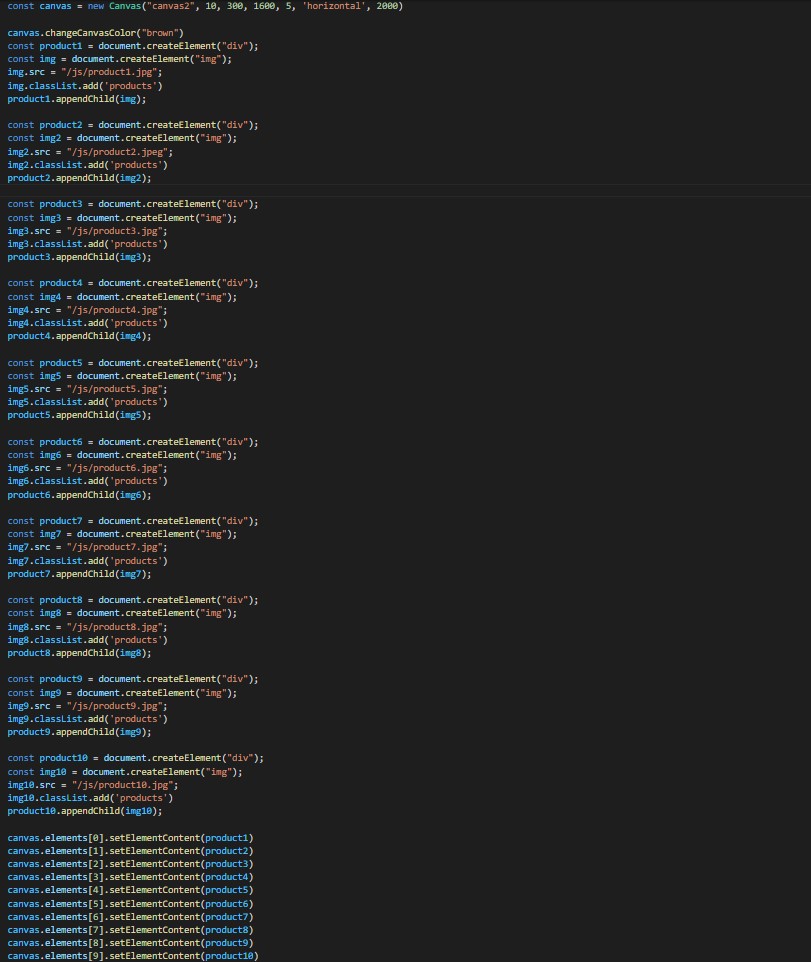 const canvas = new Canvas("canvas2", 10, 300, 1600, 5, 'horizontal', 2000)
canvas.changeCanvasColor("brown")
const product1 = document.createElement("div");
const img = document.createElement("img");
img.src = "/js/product1.jpg";
img.classList.add('products')
product1.appendChild(img);
const product2 = document.createElement("div");
const img2 = document.createElement("img");
img2.src = "/js/product2.jpeg";
img2.classList.add('products')
product2.appendChild(img2);
const product3 = document.createElement("div");
const img3 = document.createElement("img");
img3.src = "/js/product3.jpg";
img3.classList.add('products')
product3.appendChild(img3);
const product4 = document.createElement("div");
const img4 = document.createElement("img");
img4.src = "/js/product4.jpg";
img4.classList.add('products')
product4.appendChild(img4);
const product5 = document.createElement("div");
const img5 = document.createElement("img");
img5.src = "/js/product5.jpg";
img5.classList.add('products')
product5.appendChild(img5);
const product6 = document.createElement("div");
const img6 = document.createElement("img");
img6.src = "/js/product6.jpg";
img6.classList.add('products')
product6.appendChild(img6);
const product7 = document.createElement("div");
const img7 = document.createElement("img");
img7.src = "/js/product7.jpg";
img7.classList.add('products')
product7.appendChild(img7);
const product8 = document.createElement("div");
const img8 = document.createElement("img");
img8.src = "/js/product8.jpg";
img8.classList.add('products')
product8.appendChild(img8);
const product9 = document.createElement("div");
const img9 = document.createElement("img");
img9.src = "/js/product9.jpg";
img9.classList.add('products')
product9.appendChild(img9);
const product10 = document.createElement("div");
const img10 = document.createElement("img");
img10.src = "/js/product10.jpg";
img10.classList.add('products')
product10.appendChild(img10);
canvas.elements[0].setElementContent(product1)
canvas.elements[1].setElementContent(product2)
canvas.elements[2].setElementContent(product3)
canvas.elements[3].setElementContent(product4)
canvas.elements[4].setElementContent(product5)
canvas.elements[5].setElementContent(product6)
canvas.elements[6].setElementContent(product7)
canvas.elements[7].setElementContent(product8)
canvas.elements[8].setElementContent(product9)
canvas.elements[9].setElementContent(product10)